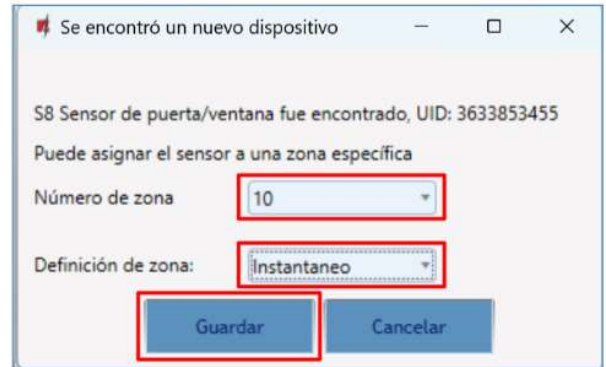 Se encontró un nuevo dispositivo
S8 Sensor de puerta/ventana fue encontrado, UID: 3633853455
Puede asignar el sensor a una zona específica
Número de zona 10
Definición de zona: Instantaneo
Guardar Cancelar